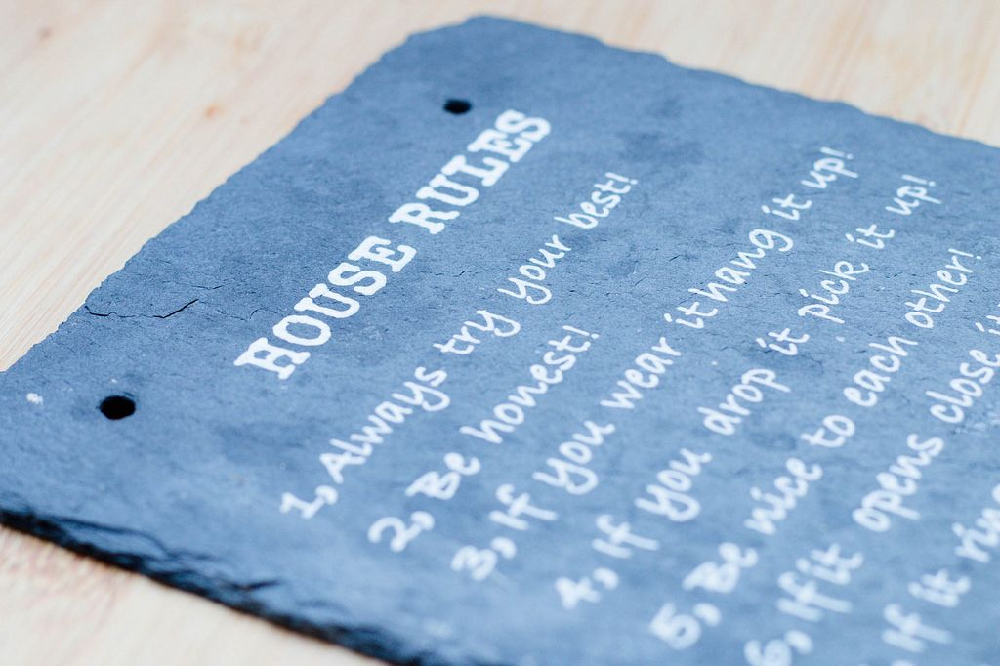 HOUSE RULES
1, Always try your best!
2, Be honest!
3, If you wear it hang it up!
4, If you drop it pick it up!
5, Be nice to each other!
6, If it opens close
If it